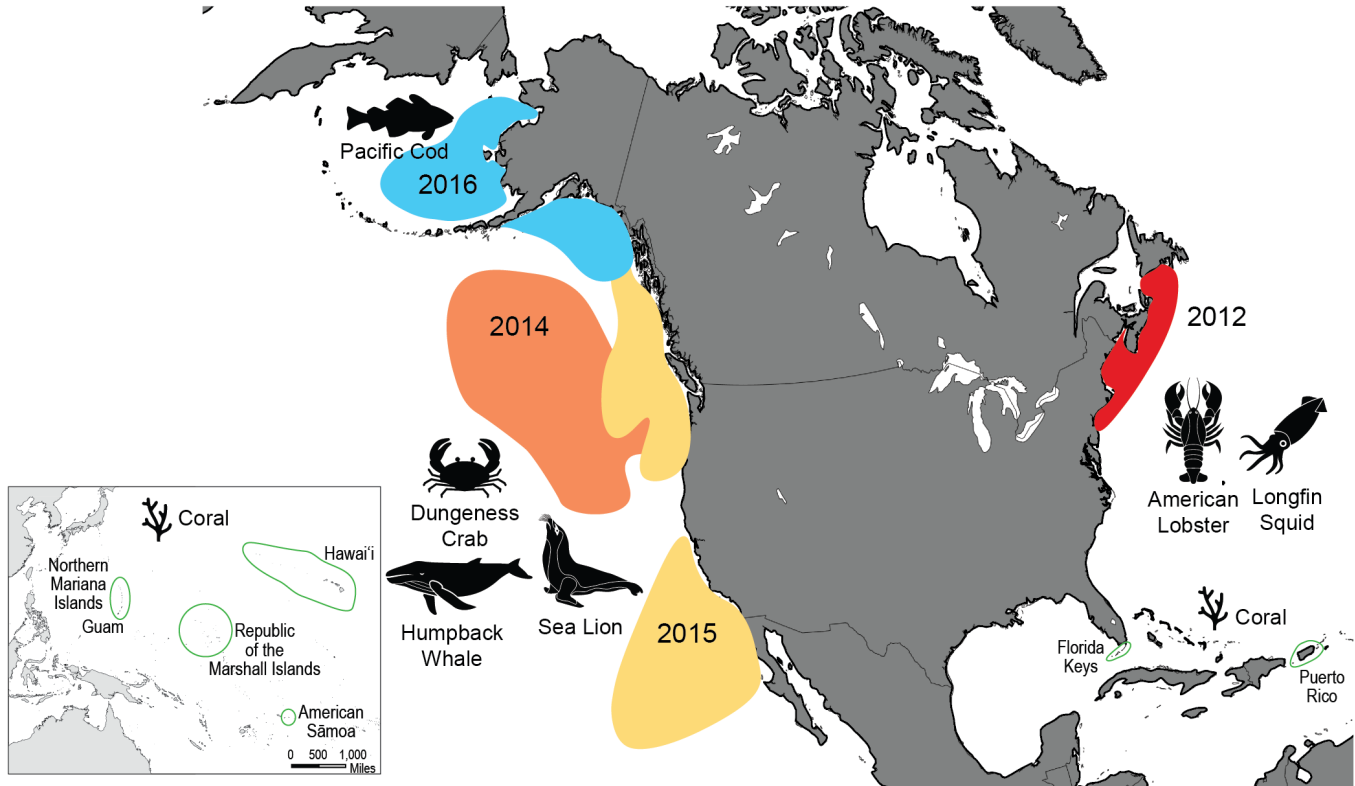 Pacific Cod
2016
2014
2012
Dungeness
Crab
American
Lobster
Longfin
Squid
Humpback
Whale
Sea Lion
2015
Coral
Florida
Keys
Puerto
Rico
Coral
Hawaiʻi
Northern
Mariana
Islands
Guam
Republic
of the
Marshall Islands
American
Sāmoa
0 500 1,000
Miles